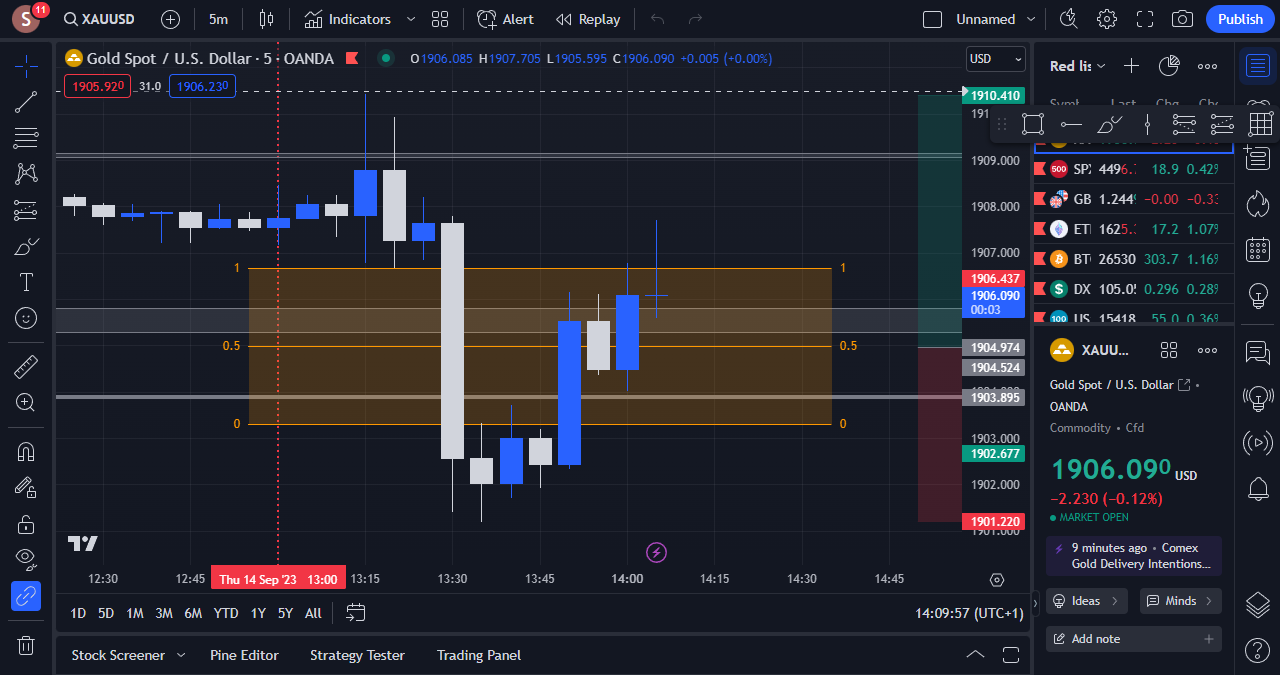 S 11 XAUUSD 5m Indicators Alert Replay Unnamed Publish
Gold Spot / U.S. Dollar · 5 · OANDA O1906.085 H1907.705 L1905.595 C1906.090 +0.005 (+0.00%) USD
1905.920 31.0 1906.230
1910.410
1909.000
1908.000
1907.000
1906.437
1906.090
00:03
1904.974
1904.524
1903.895
1903.000
1902.677
1902.000
1901.220
1901.000
1 1
0.5 0.5
0 0
12:30 12:45 Thu 14 Sep '23 13:00 13:15 13:30 13:45 14:00 14:15 14:30 14:45
1D 5D 1M 3M 6M YTD 1Y 5Y All 14:09:57 (UTC+1)
Stock Screener Pine Editor Strategy Tester Trading Panel
Red lis
500 SP 4496. 18.9 0.42%
GB 1.244 −0.00 −0.33
ET 1625. 17.2 1.07%
BT 26530 303.7 1.16%
DX 105.0 0.296 0.28%
100 US 15418 55.0 0.36%
XAUU...
Gold Spot / U.S. Dollar •
OANDA
Commodity • Cfd
1906.090 USD
−2.230 (−0.12%)
MARKET OPEN
9 minutes ago • Comex
Gold Delivery Intentions...
Ideas Minds
Add note